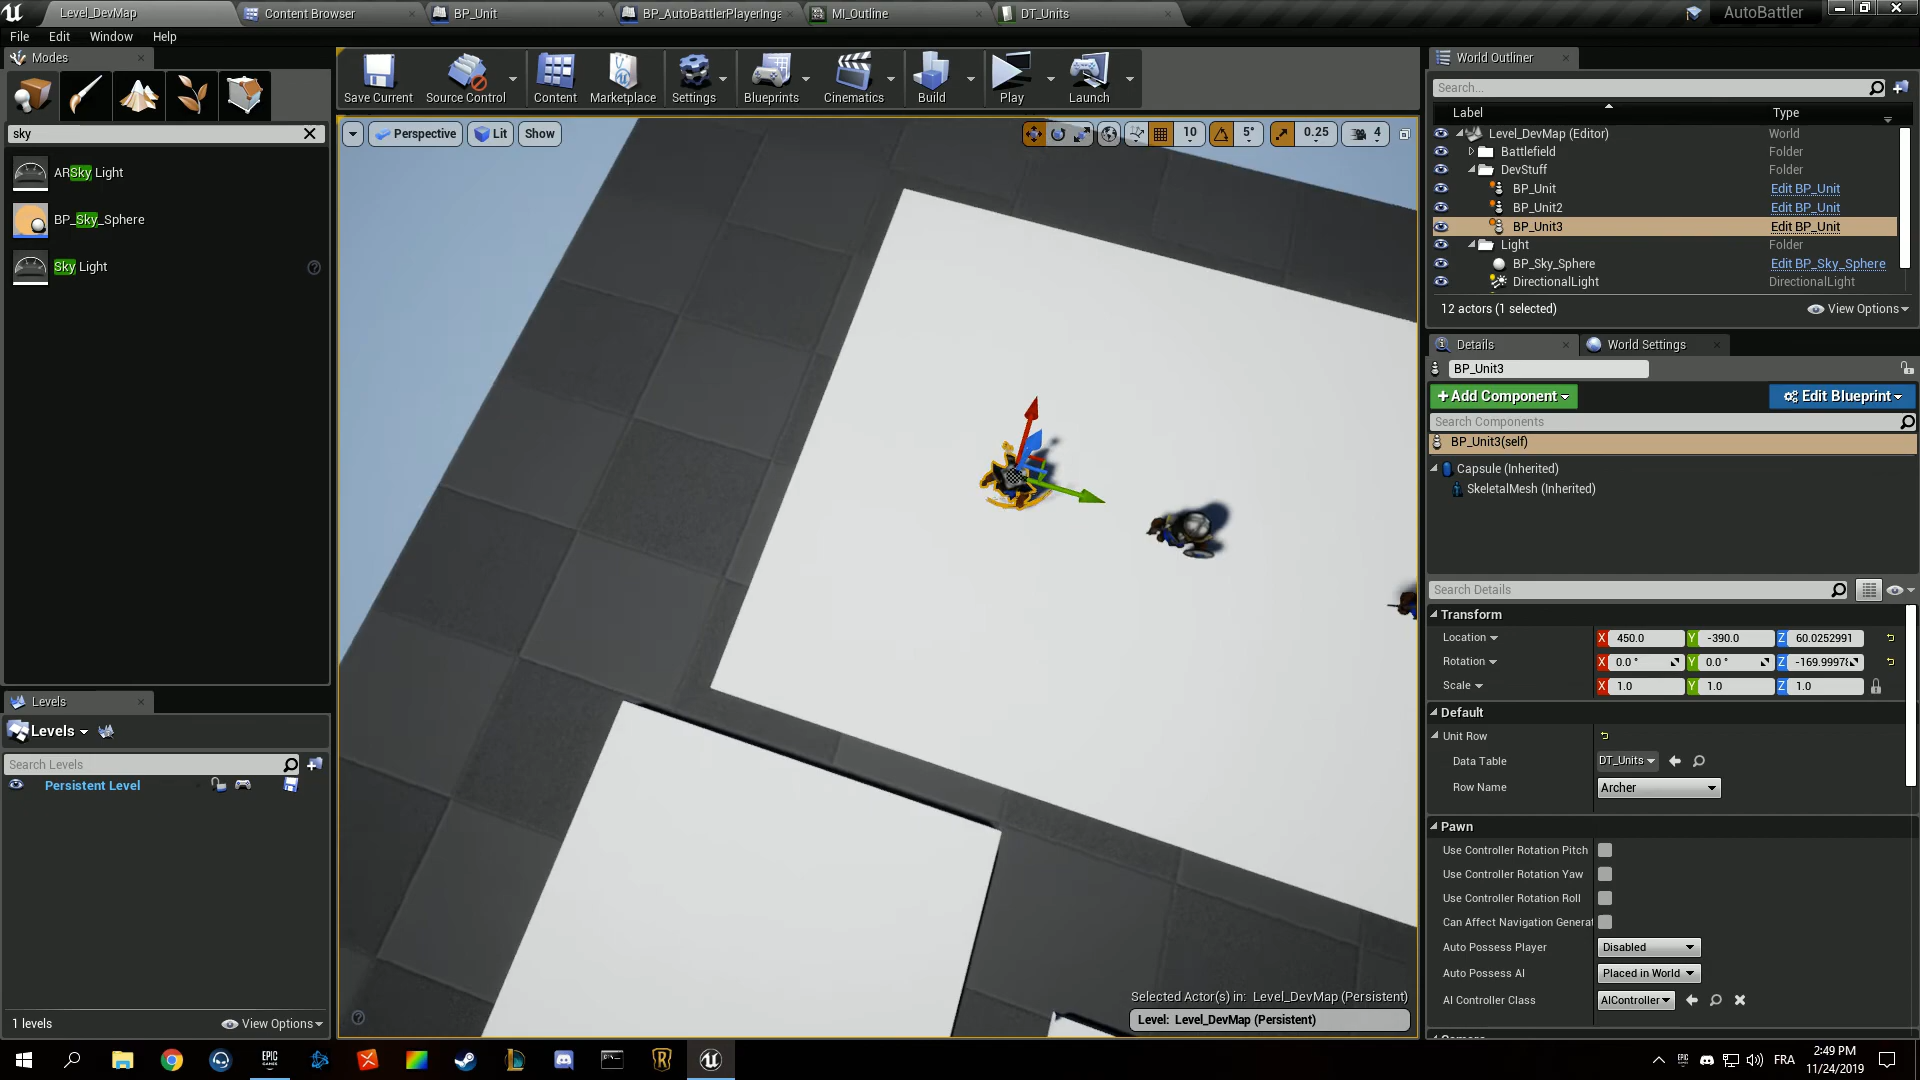 Level_DevMap
Content Browser
BP_Unit
BP_AutoBattlerPlayerInga
MI_Outline
DT_Units
AutoBattler
File Edit Window Help
Modes
sky
ARSky Light
BP_Sky_Sphere
Sky Light
Levels
Levels
Search Levels
Persistent Level
1 levels
View Options
Save Current
Source Control
Content
Marketplace
Settings
Blueprints
Cinematics
Build
Play
Launch
Perspective
Lit
Show
10
5°
0.25
4
Selected Actor(s) in: Level_DevMap (Persistent)
Level: Level_DevMap (Persistent)
World Outliner
Search...
Label Type
Level_DevMap (Editor) World
Battlefield Folder
DevStuff Folder
BP_Unit Edit BP_Unit
BP_Unit2 Edit BP_Unit
BP_Unit3 Edit BP_Unit
Light Folder
BP_Sky_Sphere Edit BP_Sky_Sphere
DirectionalLight DirectionalLight
12 actors (1 selected)
View Options
Details
World Settings
BP_Unit3
+Add Component
Edit Blueprint
Search Components
BP_Unit3(self)
Capsule (Inherited)
SkeletalMesh (Inherited)
Search Details
Transform
Location X 450.0 Y -390.0 Z 60.0252991
Rotation X 0.0 ° Y 0.0 ° Z -169.9997
Scale X 1.0 Y 1.0 Z 1.0
Default
Unit Row
Data Table DT_Units
Row Name Archer
Pawn
Use Controller Rotation Pitch
Use Controller Rotation Yaw
Use Controller Rotation Roll
Can Affect Navigation Generat
Auto Possess Player Disabled
Auto Possess AI Placed in World
AI Controller Class AIController
EPIC
GAMES
FRA
2:49 PM
11/24/2019